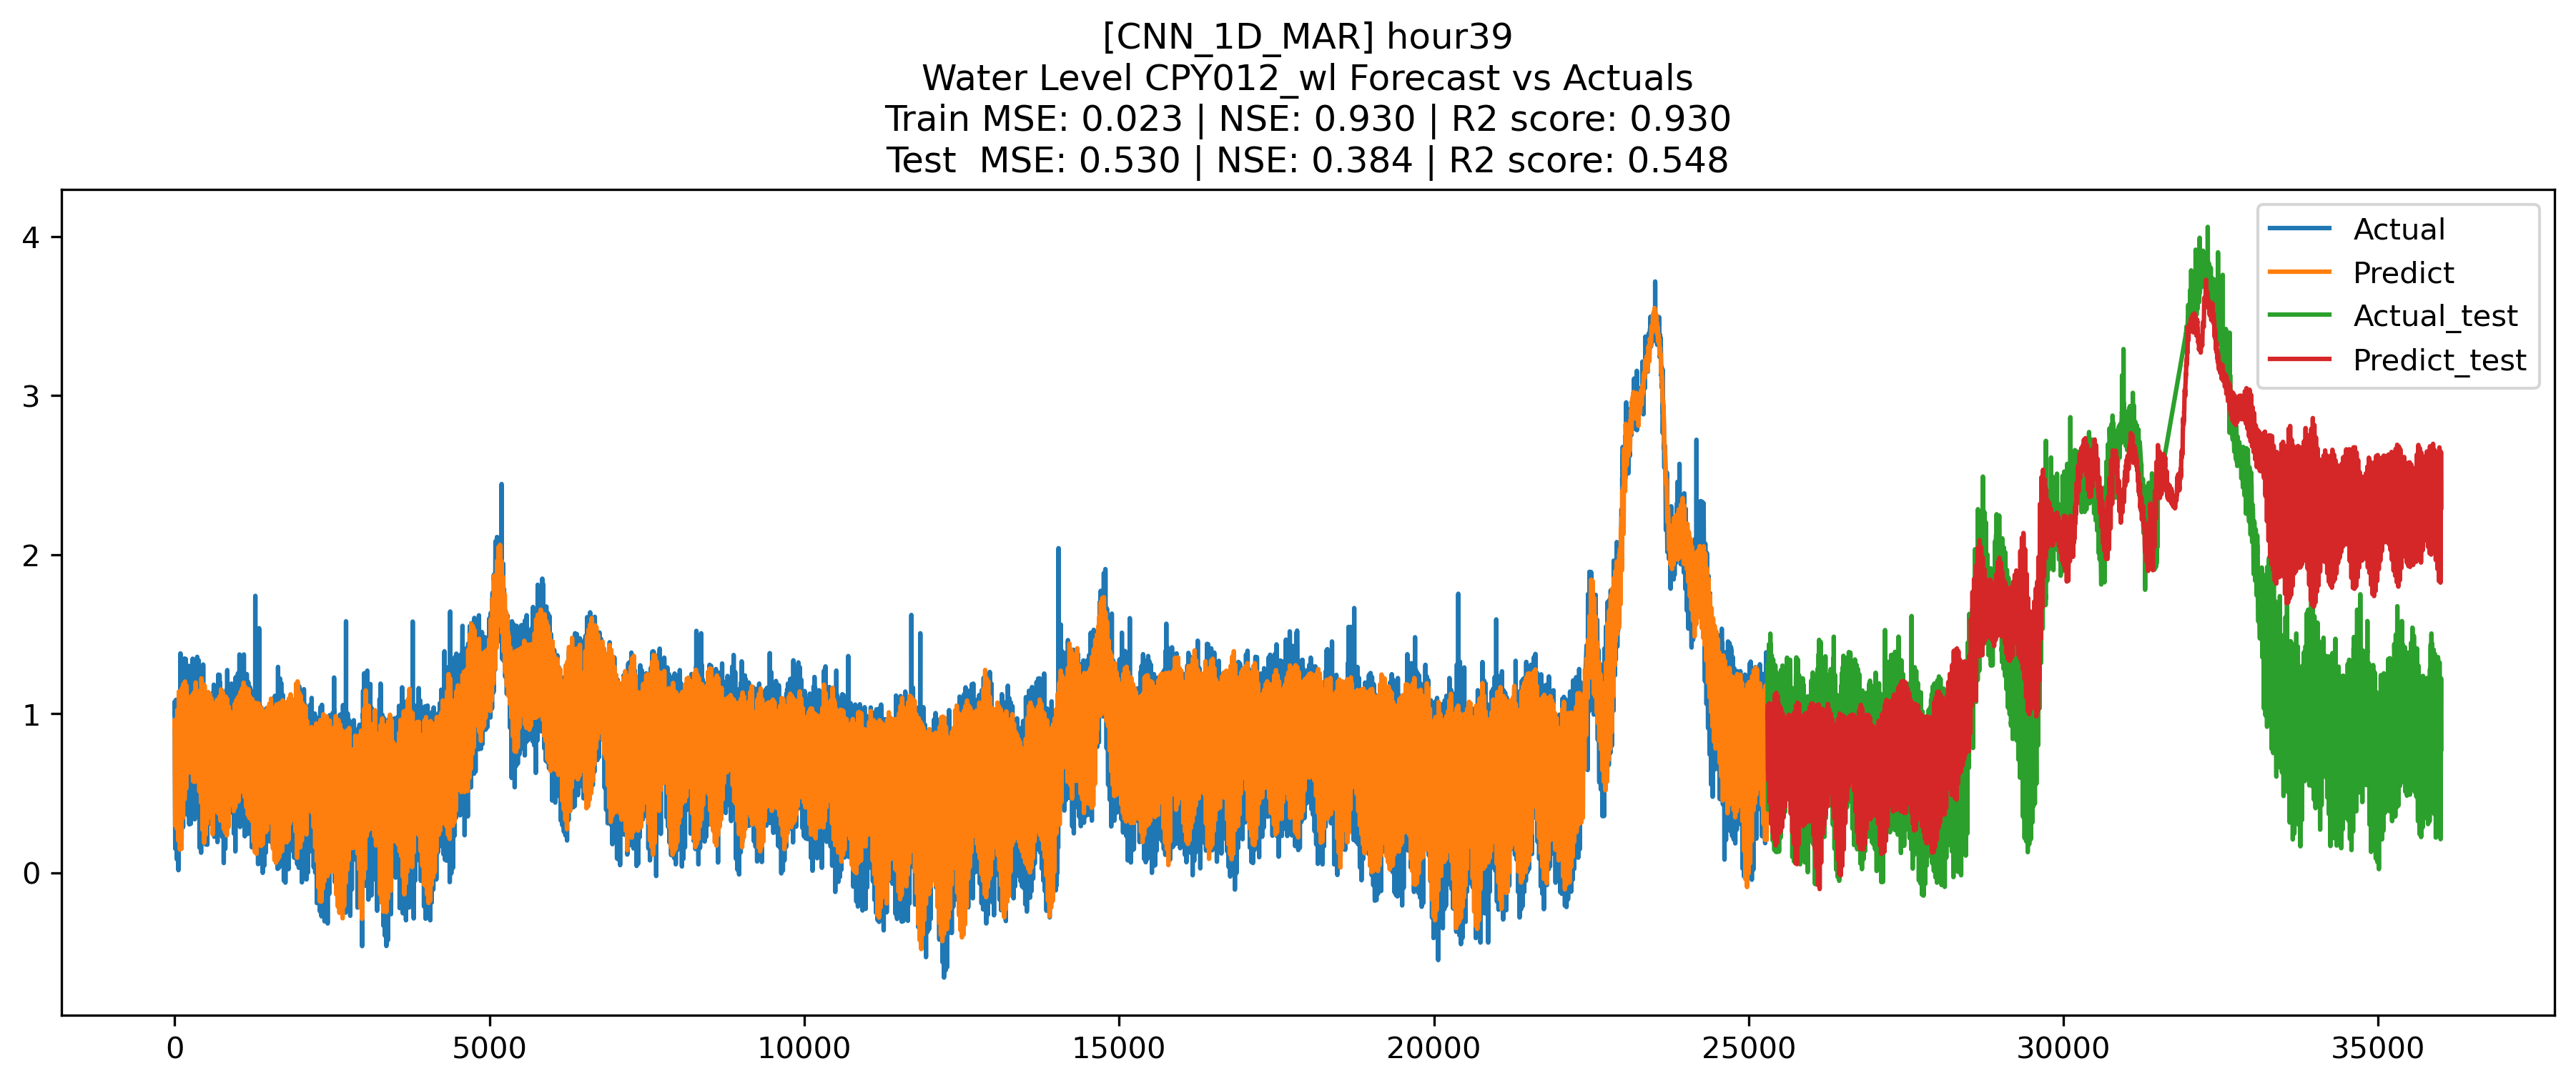 [CNN_1D_MAR] hour39
Water Level CPY012_wl Forecast vs Actuals
Train MSE: 0.023 | NSE: 0.930 | R2 score: 0.930
Test  MSE: 0.530 | NSE: 0.384 | R2 score: 0.548
Actual
Predict
Actual_test
Predict_test
4
3
2
1
0
0 5000 10000 15000 20000 25000 30000 35000